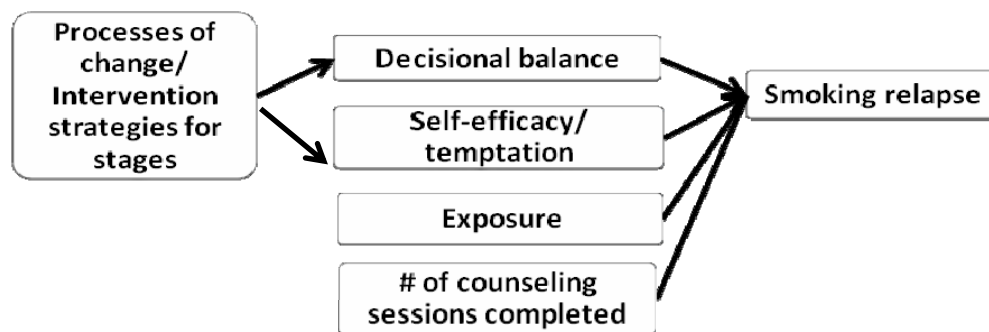 Processes of
change/
Intervention
strategies for
stages
Decisional balance
Self-efficacy/
temptation
Exposure
# of counseling
sessions completed
Smoking relapse